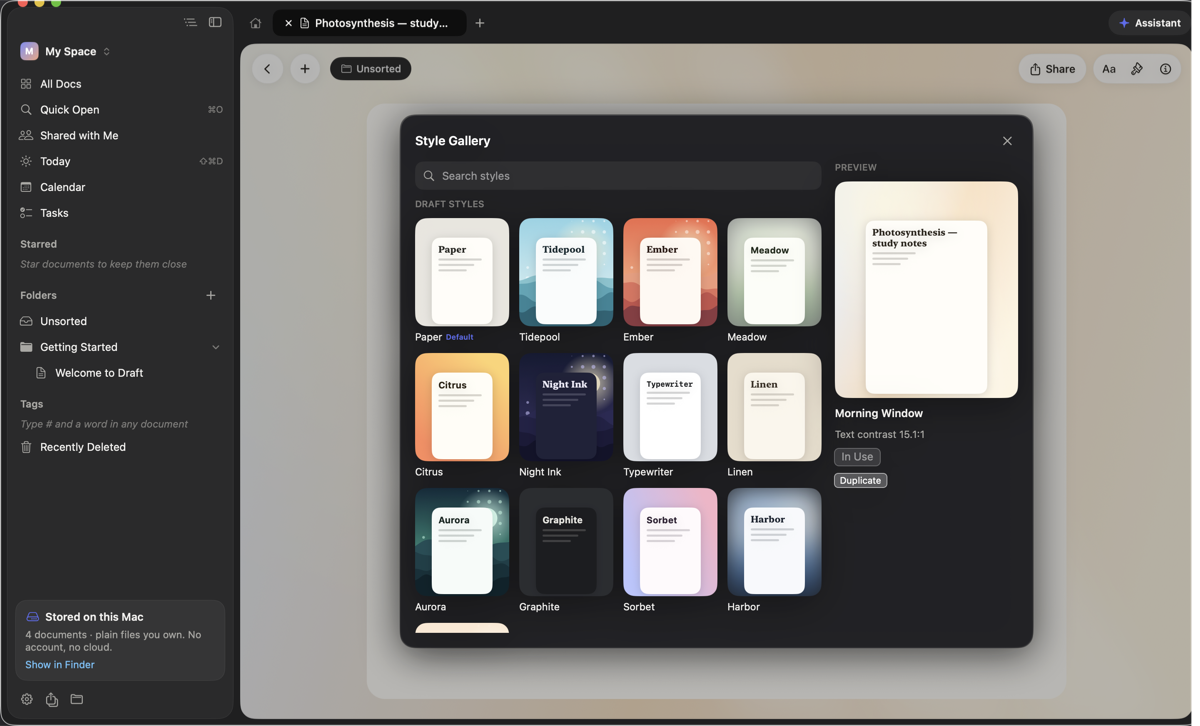 Photosynthesis — study...
Assistant
M My Space
All Docs
Quick Open ⌘O
Shared with Me
Today ⇧⌘D
Calendar
Tasks
Starred
Star documents to keep them close
Folders
Unsorted
Getting Started
Welcome to Draft
Tags
Type # and a word in any document
Recently Deleted
Stored on this Mac
4 documents · plain files you own. No
account, no cloud.
Show in Finder
Unsorted
Share
Aa
Style Gallery
Search styles
DRAFT STYLES
Paper
Tidepool
Ember
Meadow
Paper Default
Tidepool
Ember
Meadow
Citrus
Night Ink
Typewriter
Linen
Citrus
Night Ink
Typewriter
Linen
Aurora
Graphite
Sorbet
Harbor
Aurora
Graphite
Sorbet
Harbor
PREVIEW
Photosynthesis —
study notes
Morning Window
Text contrast 15.1:1
In Use
Duplicate